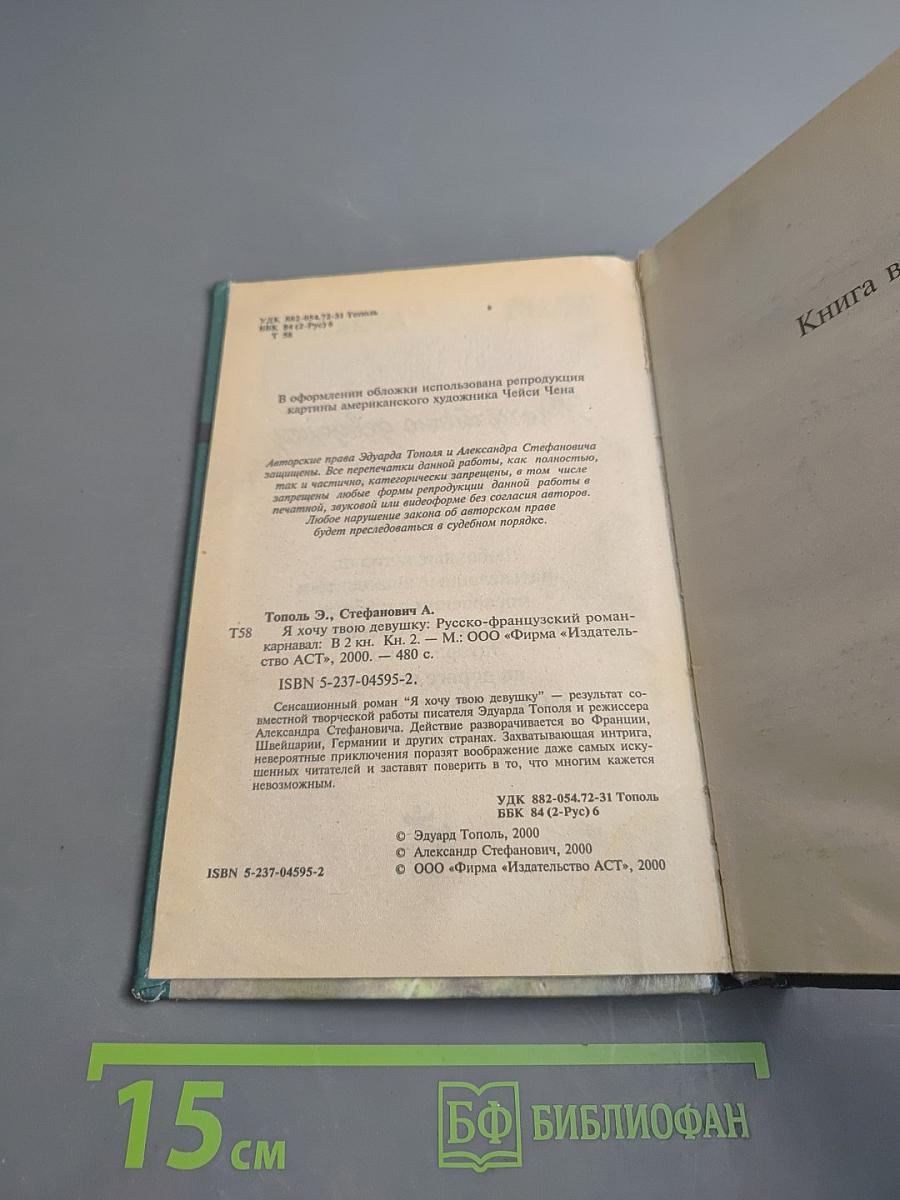 УДК 882-054.72-31 Тополь
ББК 84 (2-Рус) 6
Т 58
В оформлении обложки использована репродукция
картины американского художника Чейси Чена
Авторские права Эдуарда Тополя и Александра Стефановича
защищены. Все перепечатки данной работы, как полностью,
так и частично, категорически запрещены, в том числе
запрещены любые формы репродукции данной работы в
печатной, звуковой или видеоформе без согласия авторов.
Любое нарушение закона об авторском праве
будет преследоваться в судебном порядке.
Тополь Э., Стефанович А.
Т58 Я хочу твою девушку: Русско-французский роман-
карнавал: В 2 кн. Кн. 2. — М.: ООО «Фирма «Издатель-
ство АСТ», 2000. — 480 с.
ISBN 5-237-04595-2.
Сенсационный роман "Я хочу твою девушку" — результат со-
вместной творческой работы писателя Эдуарда Тополя и режиссера
Александра Стефановича. Действие разворачивается во Франции,
Швейцарии, Германии и других странах. Захватывающая интрига,
невероятные приключения поразят воображение даже самых иску-
шенных читателей и заставят поверить в то, что многим кажется
невозможным.
УДК 882-054.72-31 Тополь
ББК 84 (2-Рус) 6
© Эдуард Тополь, 2000
© Александр Стефанович, 2000
ISBN 5-237-04595-2 © ООО «Фирма «Издательство АСТ», 2000
Книга в
15 см
БФ БИБЛИОФАН